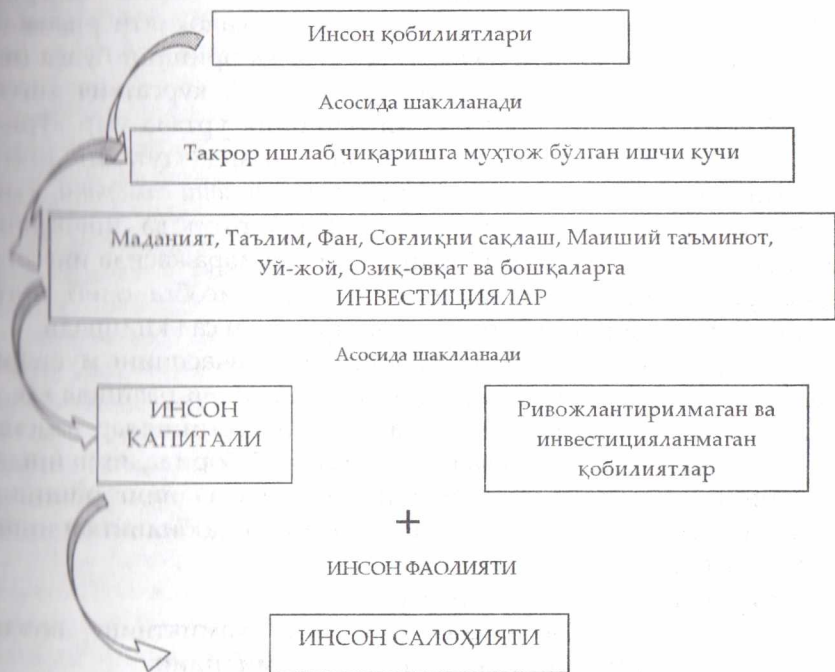 Инсон қобилиятлари
Асосида шаклланади
Такрор ишлаб чиқаришга муҳтож бўлган ишчи кучи
Маданият, Таълим, Фан, Соғлиқни сақлаш, Маиший таъминот,
Уй-жой, Озиқ-овқат ва бошқаларга
ИНВЕСТИЦИЯЛАР
Асосида шаклланади
ИНСОН
КАПИТАЛИ
Ривожлантирилмаган ва
инвестицияланмаган
қобилиятлар
+
ИНСОН ФАОЛИЯТИ
ИНСОН САЛОҲИЯТИ